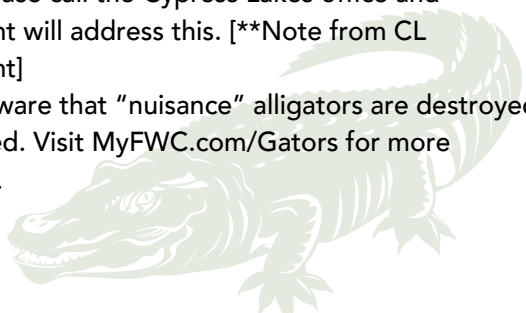 ase call the Cypress Lakes office and
nt will address this. [**Note from CL
nt]
ware that “nuisance” alligators are destroyed
ed. Visit MyFWC.com/Gators for more
.